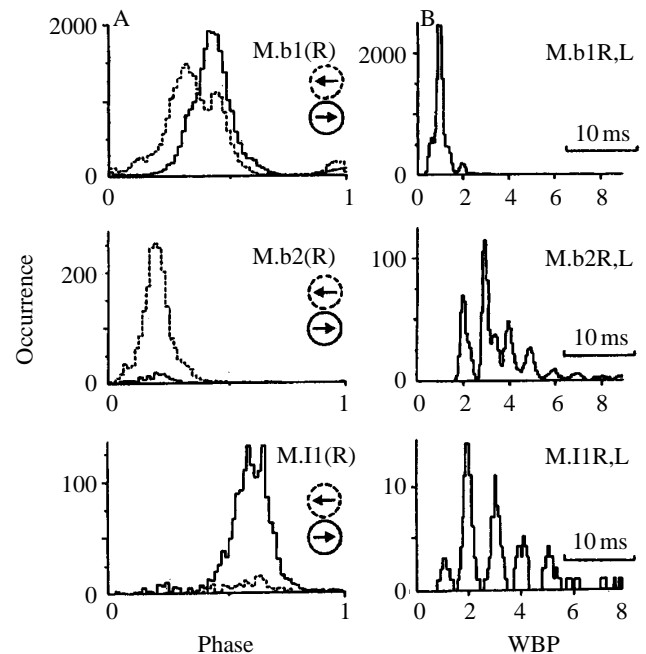 A
B
2000
1000
0
0
1
M.b1(R)
2000
0
0 2 4 6 8
M.b1R,L
10 ms
Occurrence
200
0
0
1
M.b2(R)
100
0
0 2 4 6 8
M.b2R,L
10 ms
100
0
0
1
M.I1(R)
10
0
0 2 4 6 8
M.I1R,L
10 ms
Phase
WBP